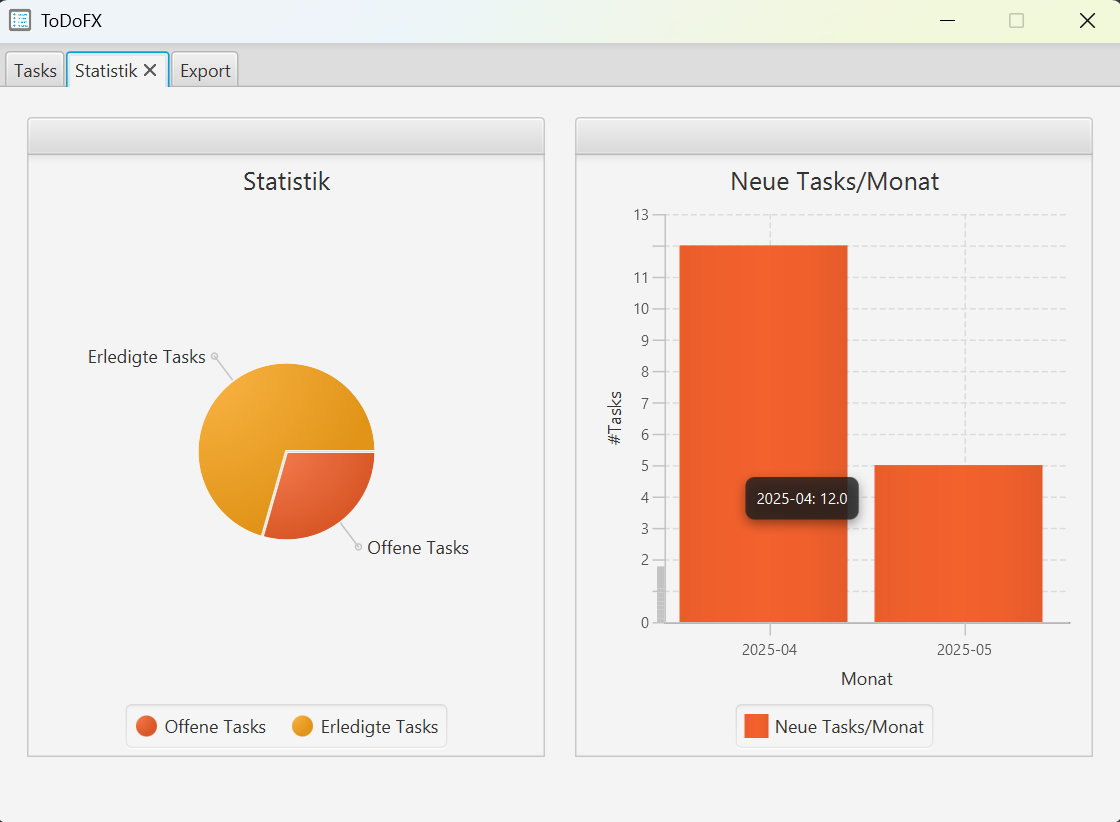 ToDoFX
Tasks
Statistik
Export
Statistik
Erledigte Tasks
Offene Tasks
Offene Tasks
Erledigte Tasks
Neue Tasks/Monat
13
11
10
9
8
7
6
5
4
3
2
0
#Tasks
2025-04: 12.0
2025-04
2025-05
Monat
Neue Tasks/Monat